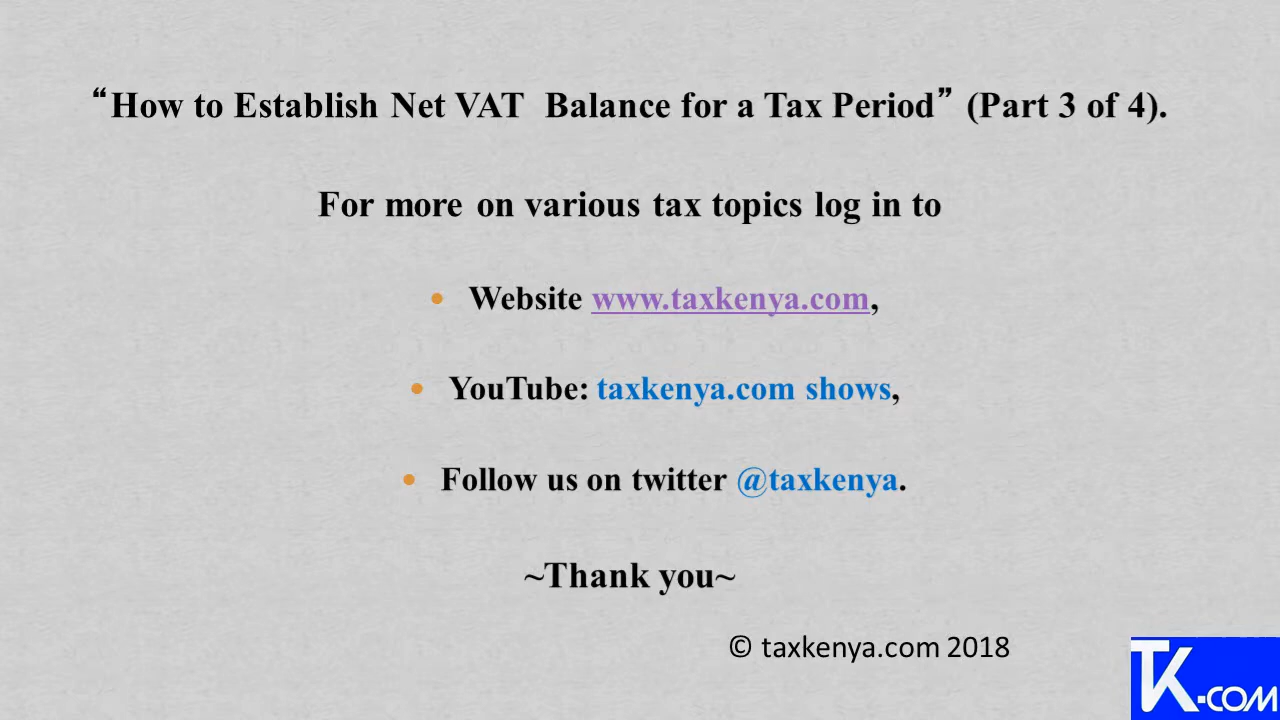 “How to Establish Net VAT  Balance for a Tax Period” (Part 3 of 4).
For more on various tax topics log in to
• Website www.taxkenya.com,
• YouTube: taxkenya.com shows,
• Follow us on twitter @taxkenya.
~Thank you~
© taxkenya.com 2018
TK.COM